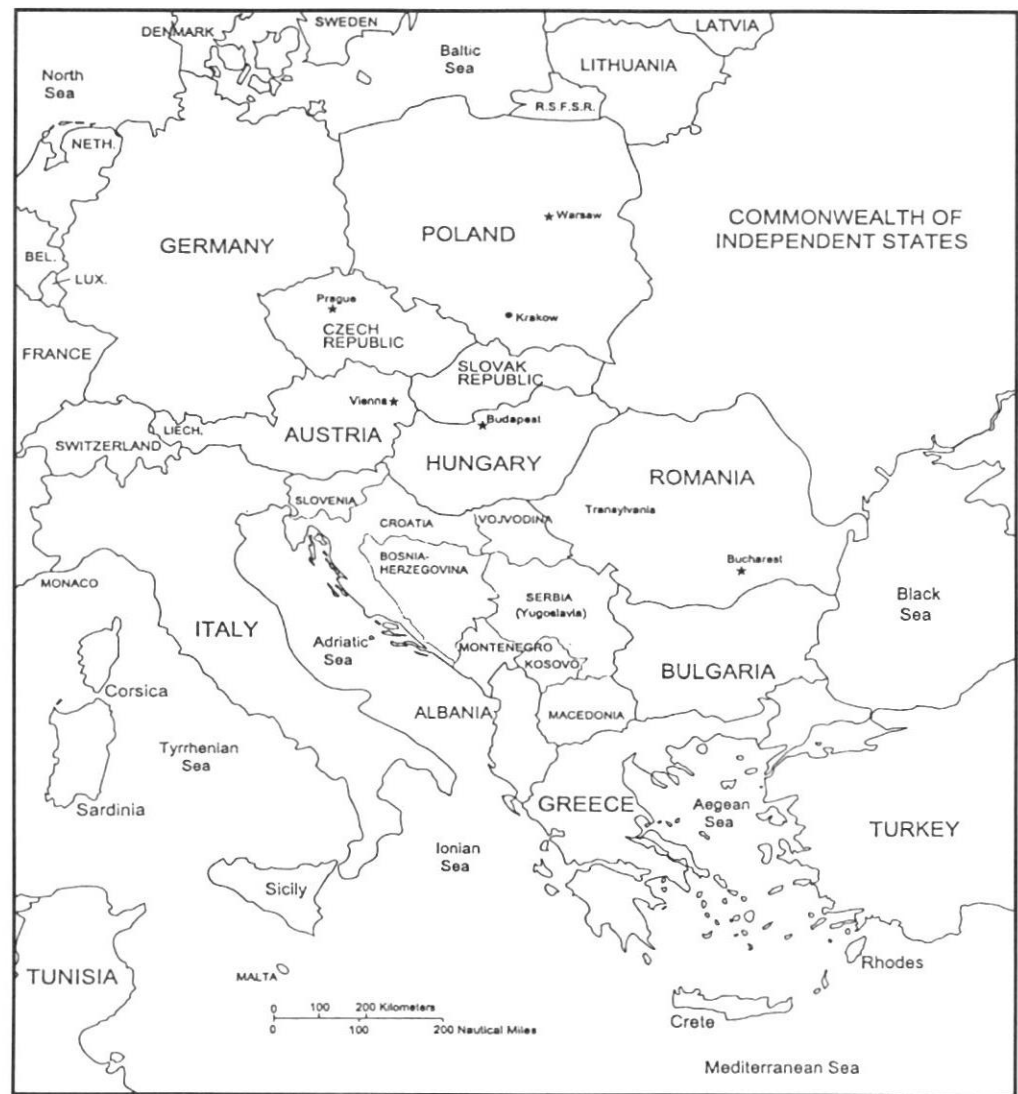 DENMARK
SWEDEN
LATVIA
Baltic
Sea
LITHUANIA
North
Sea
R.S.F.S.R.
NETH.
Warsaw
COMMONWEALTH OF
INDEPENDENT STATES
GERMANY
POLAND
BEL.
LUX.
Prague
Krakow
CZECH
REPUBLIC
FRANCE
SLOVAK
REPUBLIC
Vienna
Budapest
LIECH.
AUSTRIA
SWITZERLAND
HUNGARY
ROMANIA
SLOVENIA
Transylvania
CROATIA
VOJVODINA
BOSNIA-
HERZEGOVINA
Bucharest
MONACO
SERBIA
(Yugoslavia)
Black
Sea
ITALY
Adriatic
Sea
MONTENEGRO
KOSOVO
BULGARIA
Corsica
ALBANIA
MACEDONIA
Tyrrhenian
Sea
Sardinia
GREECE
Aegean
Sea
TURKEY
Ionian
Sea
Sicily
TUNISIA
MALTA
Rhodes
0 100 200 Kilometers
0 100 200 Nautical Miles
Crete
Mediterranean Sea